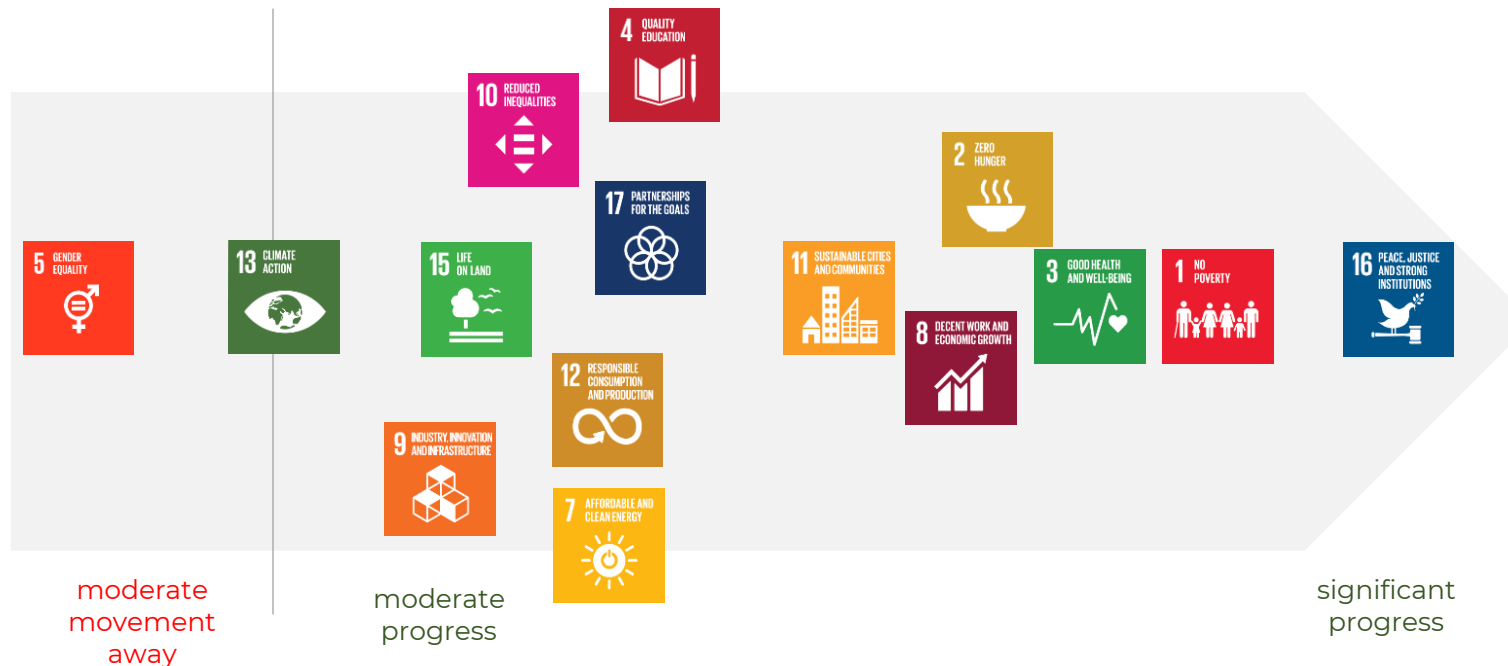 4 QUALITY
EDUCATION
10 REDUCED
INEQUALITIES
2 ZERO
HUNGER
17 PARTNERSHIPS
FOR THE GOALS
5 GENDER
EQUALITY
13 CLIMATE
ACTION
15 LIFE
ON LAND
11 SUSTAINABLE CITIES
AND COMMUNITIES
3 GOOD HEALTH
AND WELL-BEING
1 NO
POVERTY
16 PEACE, JUSTICE
AND STRONG
INSTITUTIONS
8 DECENT WORK AND
ECONOMIC GROWTH
12 RESPONSIBLE
CONSUMPTION
AND PRODUCTION
9 INDUSTRY, INNOVATION
AND INFRASTRUCTURE
7 AFFORDABLE AND
CLEAN ENERGY
moderate
movement
away
moderate
progress
significant
progress